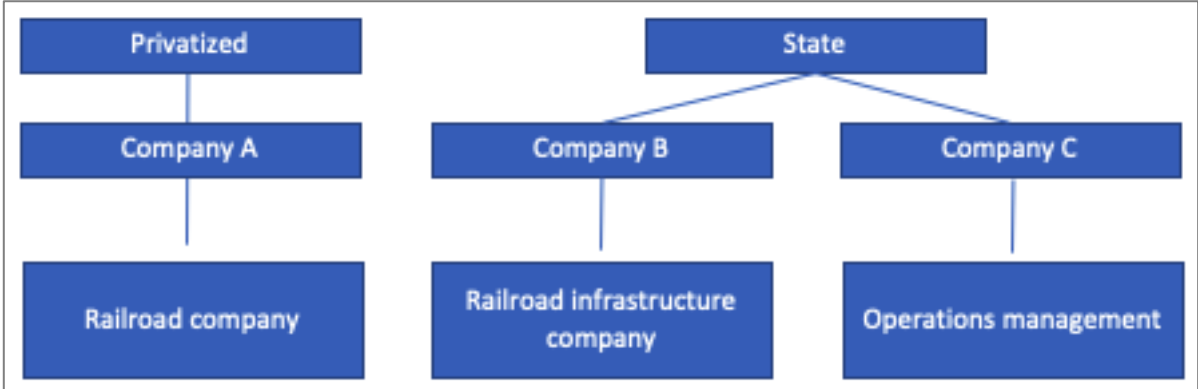 Privatized
State
Company A
Company B
Company C
Railroad company
Railroad infrastructure
company
Operations management